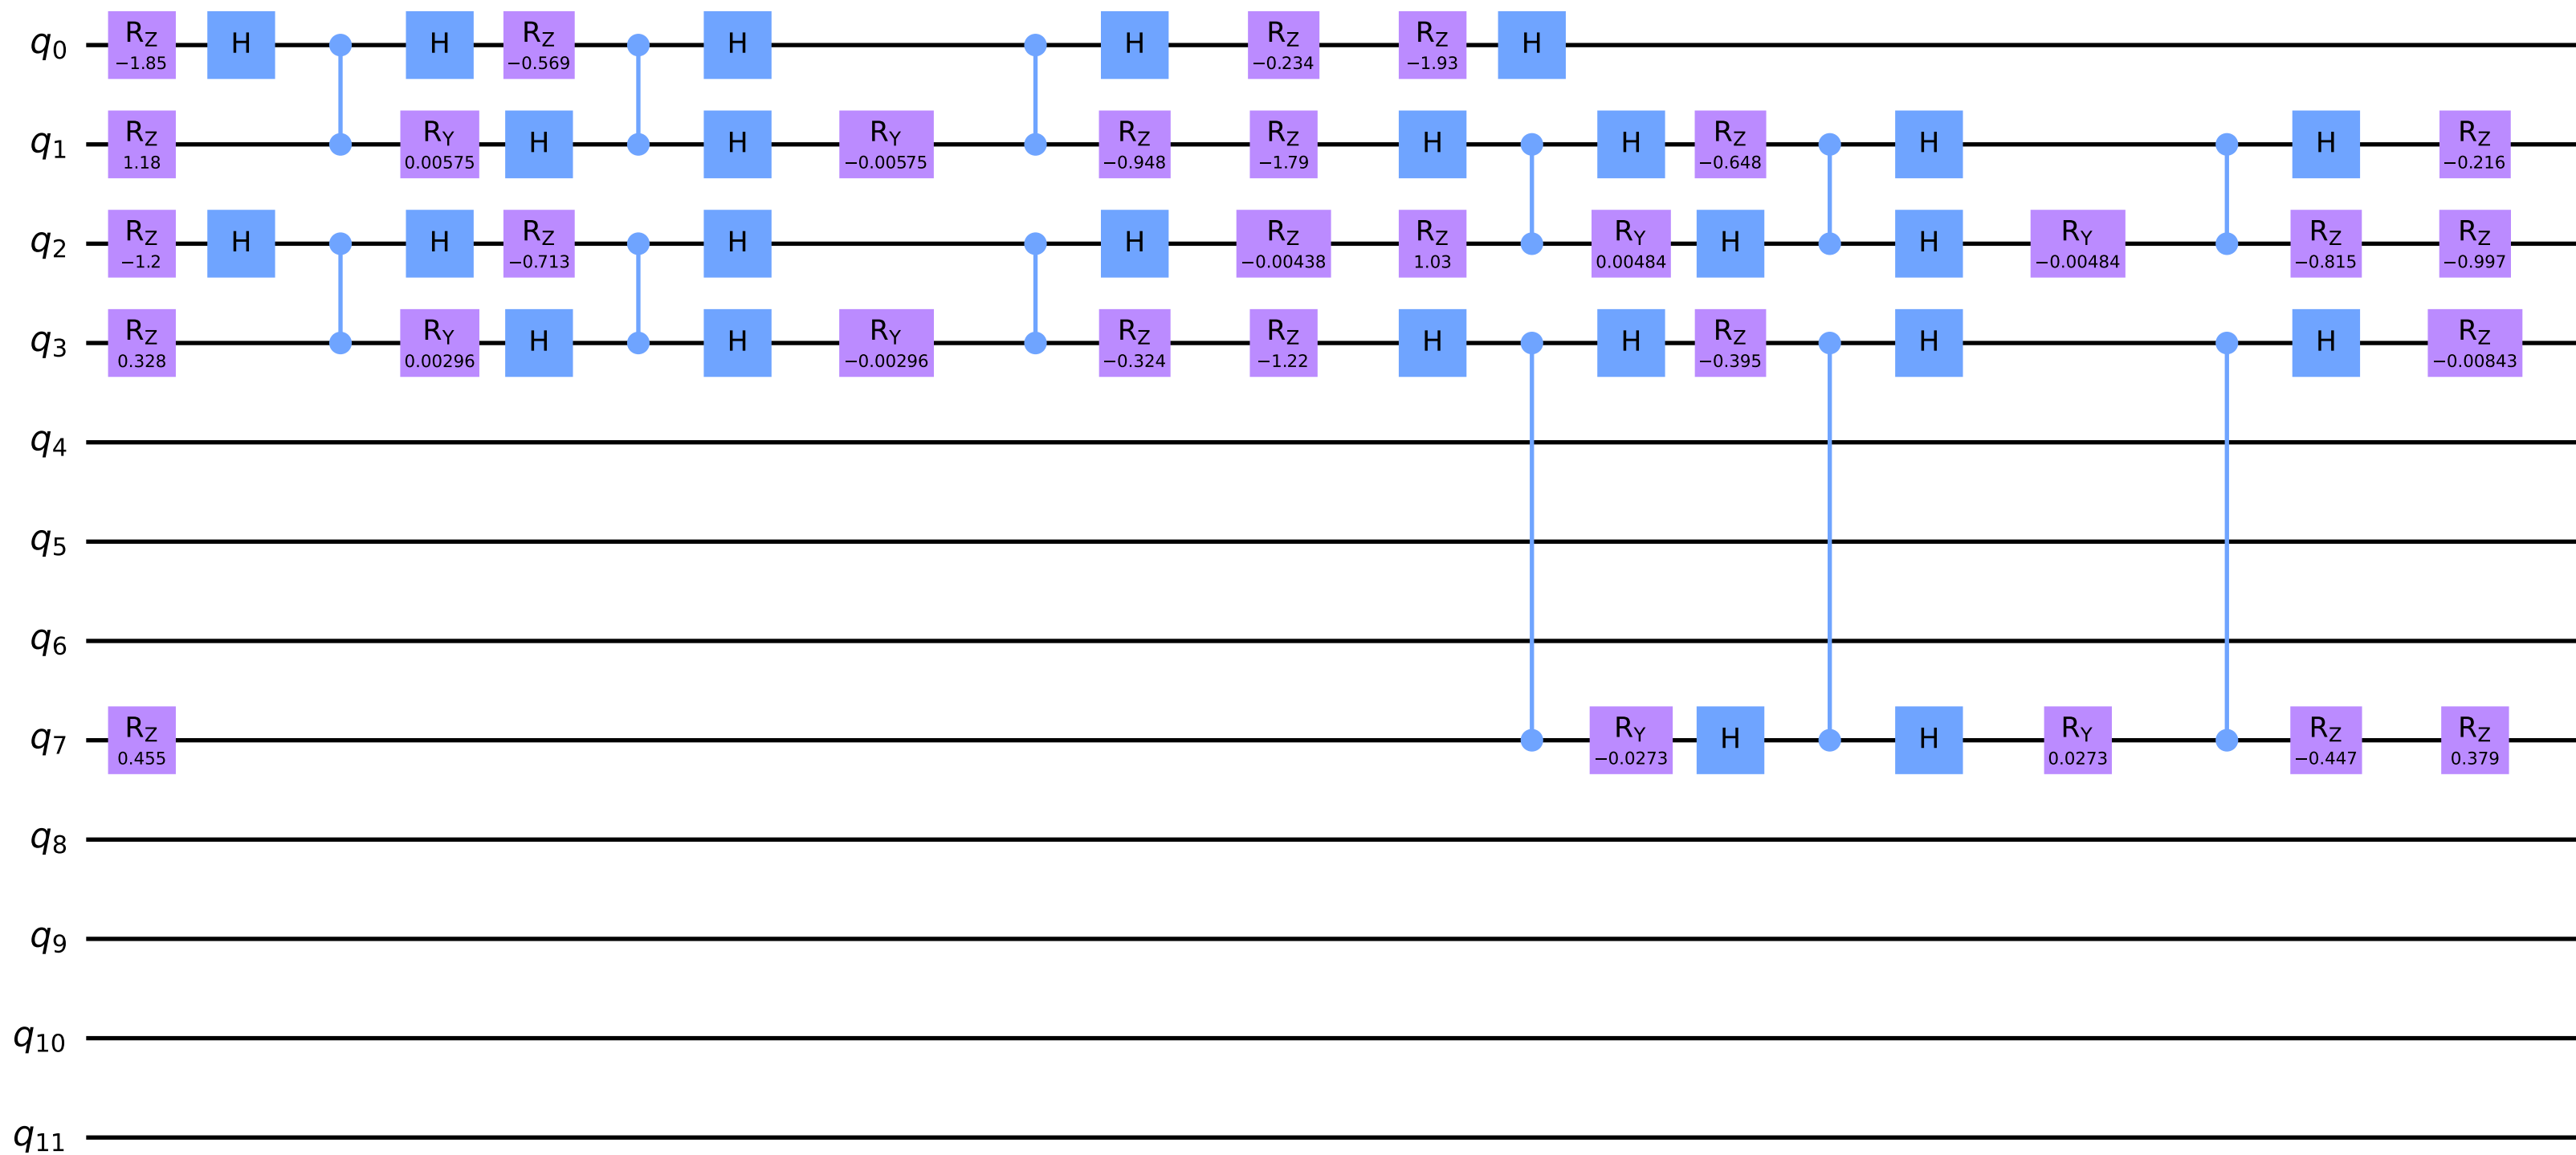 q0 RZ −1.85 H H RZ −0.569 H H RZ −0.234 RZ −1.93 H
q1 RZ 1.18 RY 0.00575 H H RY −0.00575 RZ −0.948 RZ −1.79 H H RZ −0.648 H H RZ −0.216
q2 RZ −1.2 H H RZ −0.713 H H RZ −0.00438 RZ 1.03 RY 0.00484 H H RY −0.00484 RZ −0.815 RZ −0.997
q3 RZ 0.328 RY 0.00296 H H RY −0.00296 RZ −0.324 RZ −1.22 H H RZ −0.395 H H RZ −0.00843
q4
q5
q6
q7 RZ 0.455 RY −0.0273 H H RY 0.0273 RZ −0.447 RZ 0.379
q8
q9
q10
q11